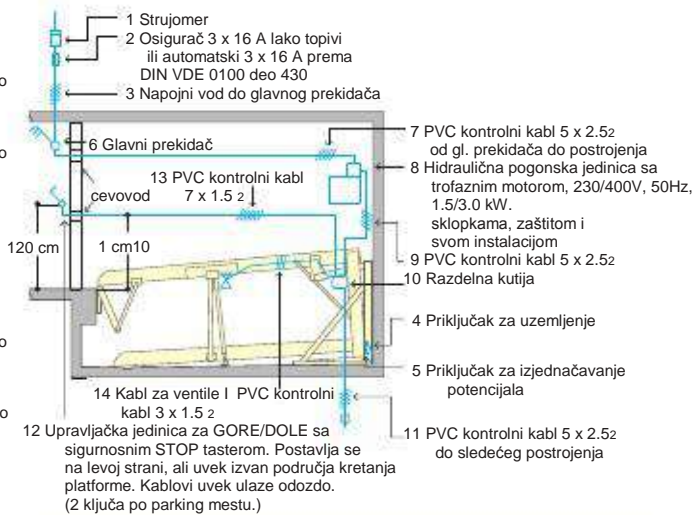 1 Strujomer
2 Osigurač 3 x 16 A lako topivi
ili automatski 3 x 16 A prema
DIN VDE 0100 deo 430
3 Napojni vod do glavnog prekidača
o
o
o
o
6 Glavni prekidač
13 PVC kontrolni kabl
7 x 1.5 2
cevovod
120 cm
1 cm10
7 PVC kontrolni kabl 5 x 2.52
od gl. prekidača do postrojenja
8 Hidraulična pogonska jedinica sa
trofaznim motorom, 230/400V, 50Hz,
1.5/3.0 kW.
sklopkama, zaštitom i
svom instalacijom
9 PVC kontrolni kabl 5 x 2.52
10 Razdelna kutija
4 Priključak za uzemljenje
5 Priključak za izjednačavanje
potencijala
14 Kabl za ventile I PVC kontrolni
kabl 3 x 1.5 2
12 Upravljačka jedinica za GORE/DOLE sa
sigurnosnim STOP tasterom. Postavlja se
na levoj strani, ali uvek izvan područja kretanja
platforme. Kablovi uvek ulaze odozdo.
(2 ključa po parking mestu.)
11 PVC kontrolni kabl 5 x 2.52
do sledećeg postrojenja